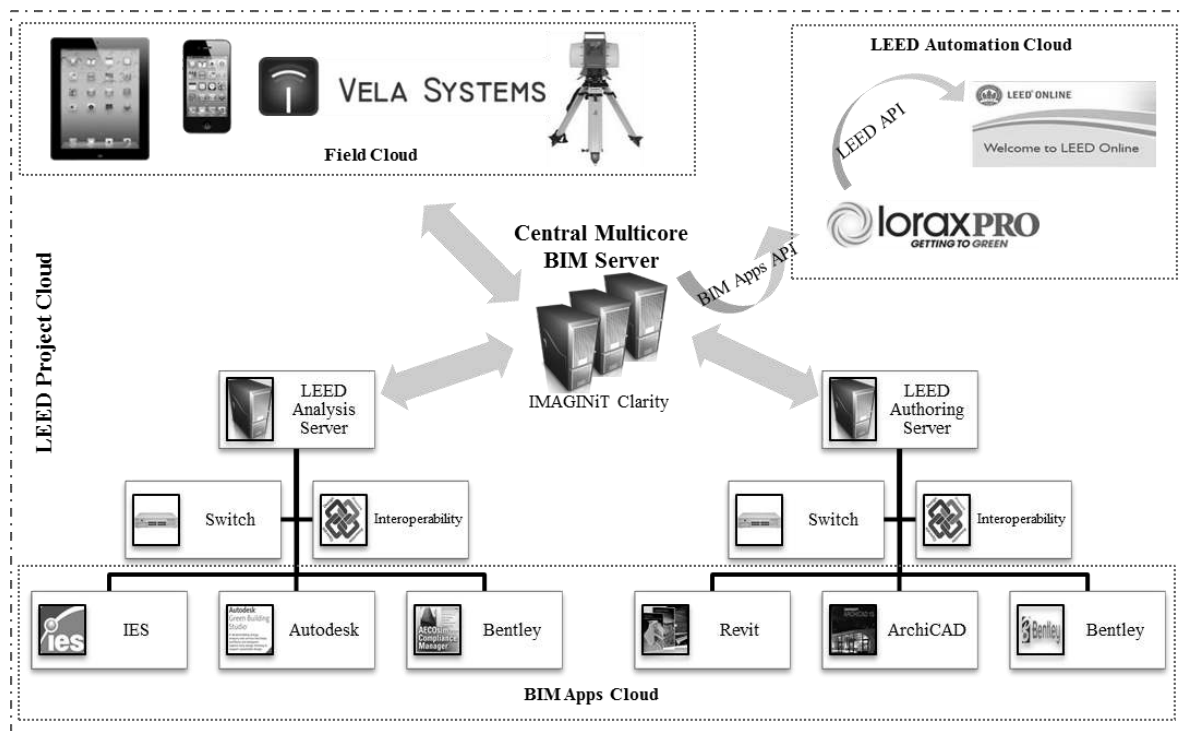 VELA SYSTEMS
Field Cloud
LEED Automation Cloud
LEED ONLINE
Welcome to LEED Online
LEED API
loraxPRO
GETTING TO GREEN
Central Multicore
BIM Server
BIM Apps API
IMAGINiT Clarity
LEED Project Cloud
LEED
Analysis
Server
LEED
Authoring
Server
Switch
Interoperability
Switch
Interoperability
ies
IES
Autodesk
Green Building
Studio
Autodesk
AECOsim
Compliance
Manager
Bentley
Revit
ArchiCAD
Bentley
Bentley
BIM Apps Cloud